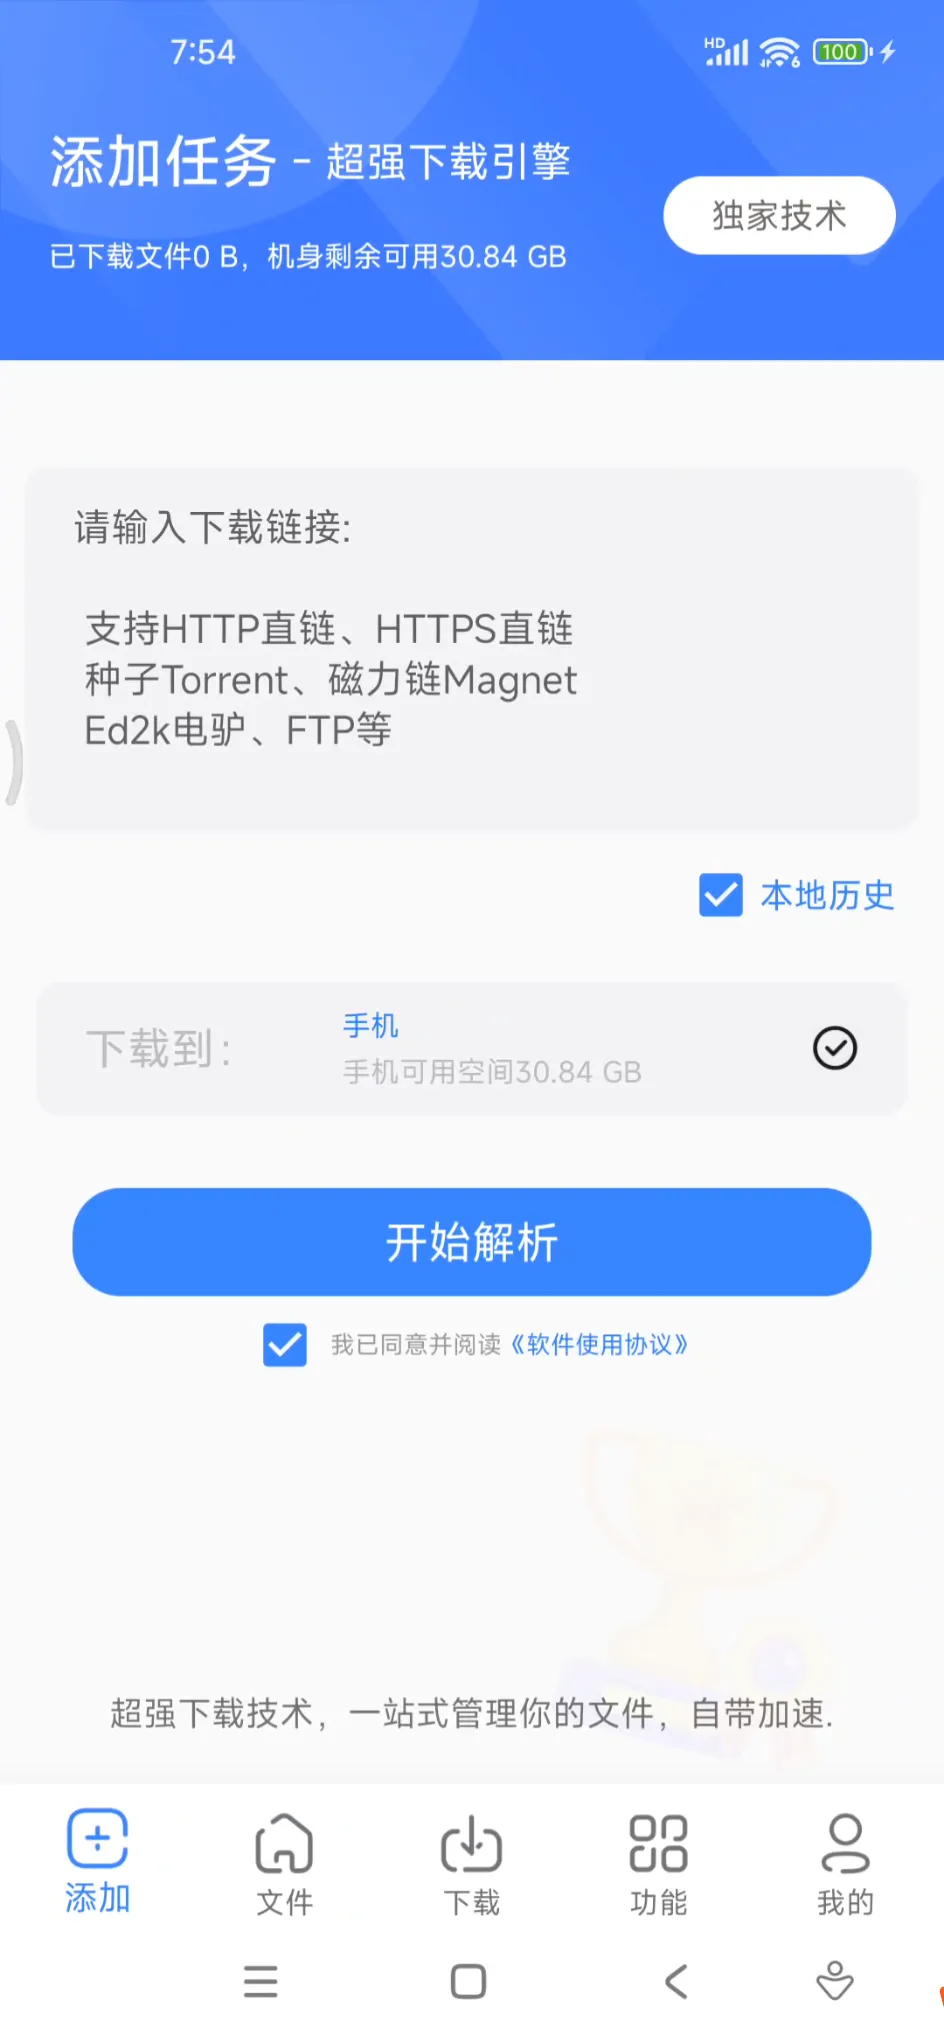 7:54
HD
6
100
添加任务 - 超强下载引擎
独家技术
已下载文件0 B，机身剩余可用30.84 GB
请输入下载链接:
支持HTTP直链、HTTPS直链
种子Torrent、磁力链Magnet
Ed2k电驴、FTP等
本地历史
下载到：
手机
手机可用空间30.84 GB
开始解析
我已同意并阅读《软件使用协议》
超强下载技术，一站式管理你的文件，自带加速.
添加
文件
下载
功能
我的